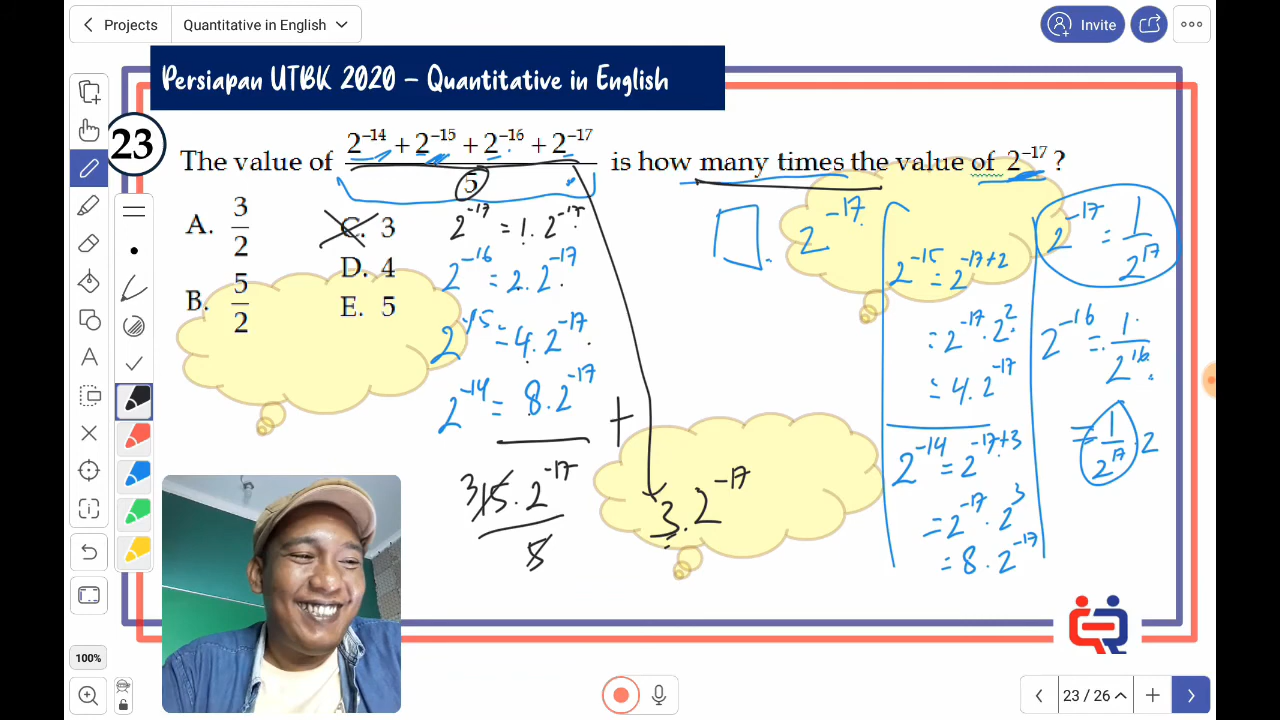 Projects
Quantitative in English
Invite
Persiapan UTBK 2020 – Quantitative in English
23
The value of (2^–14 + 2^–15 + 2^–16 + 2^–17)/5 is how many times the value of 2^–17 ?
A. 3/2
B. 5/2
C. 3
D. 4
E. 5
2^-17 = 1. 2^-17
2^-16 = 2. 2^-17
2^-15 = 4. 2^-17
2^-14 = 8. 2^-17
+
3 15. 2^-17
5
3. 2^-17
. 2^-17
2^-15 = 2^-17+2
= 2^-17 . 2^2
= 4. 2^-17
2^-14 = 2^-17+3
= 2^-17 . 2^3
= 8. 2^-17
2^-17 = 1/2^17
2^-16 = 1/2^16
= 1/2^17 . 2
100%
23 / 26